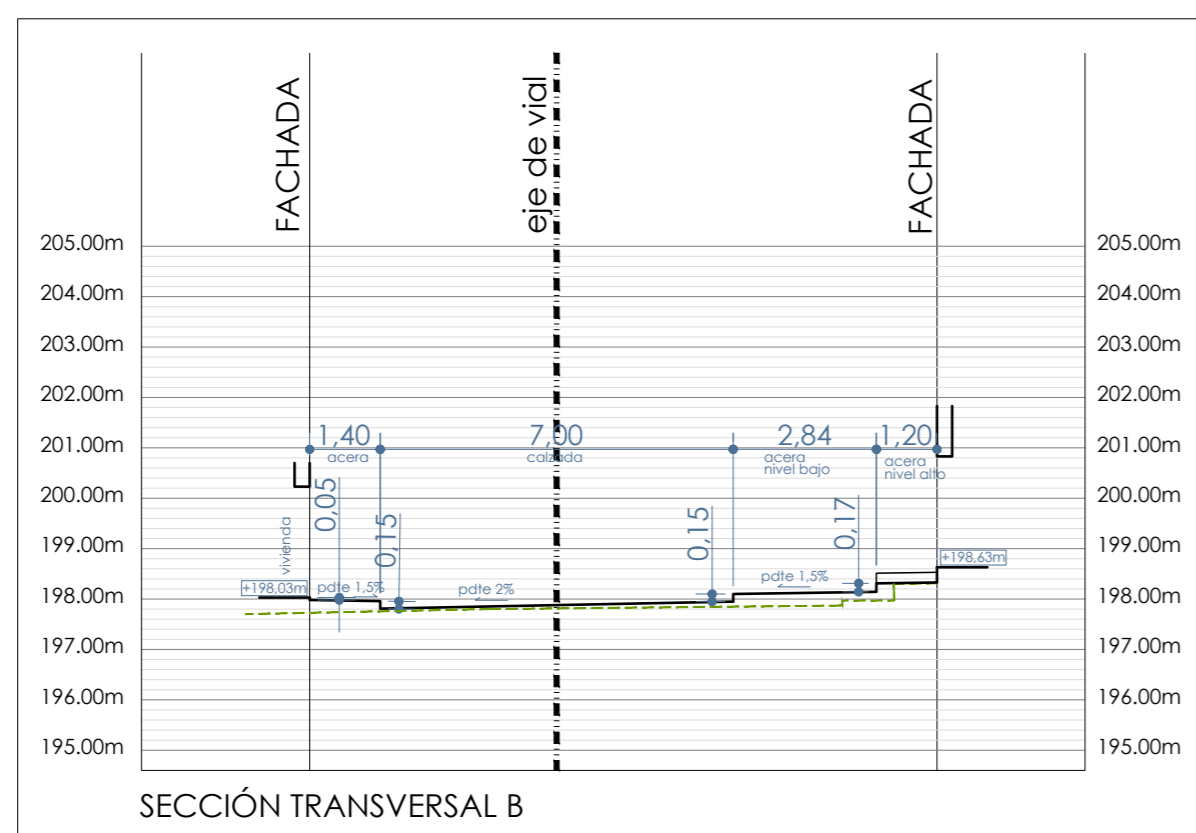 FACHADA
eje de vial
FACHADA
205.00m
205.00m
204.00m
204.00m
203.00m
203.00m
202.00m
202.00m
201.00m
201.00m
1,40
7,00
2,84
1,20
acera
calzada
acera
nivel bajo
acera
nivel alto
200.00m
200.00m
0,05
0,15
0,15
0,17
199.00m
199.00m
vivienda
+198,63m
+198,03m
pdte 1,5%
pdte 2%
pdte 1,5%
198.00m
198.00m
197.00m
197.00m
196.00m
196.00m
195.00m
195.00m
SECCIÓN TRANSVERSAL B